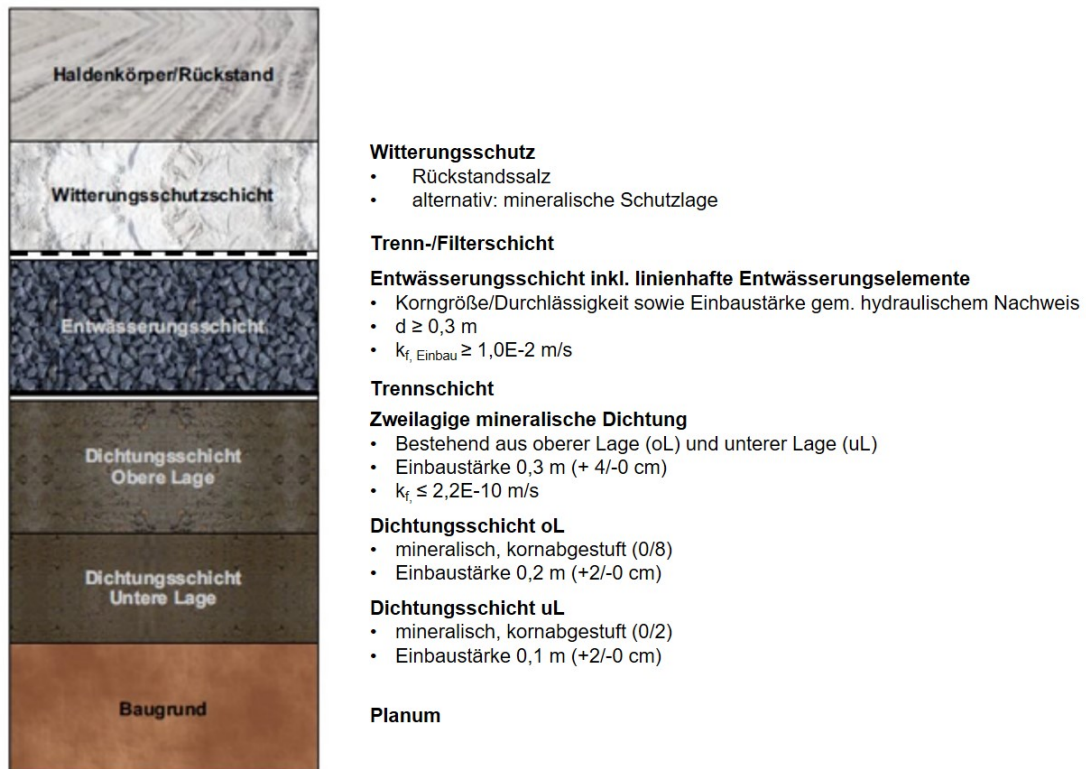 Haldenkörper/Rückstand
Witterungsschutzschicht
Entwässerungsschicht
Dichtungsschicht
Obere Lage
Dichtungsschicht
Untere Lage
Baugrund
Witterungsschutz
• Rückstandssalz
• alternativ: mineralische Schutzlage
Trenn-/Filterschicht
Entwässerungsschicht inkl. linienhafte Entwässerungselemente
• Korngröße/Durchlässigkeit sowie Einbaustärke gem. hydraulischem Nachweis
• d ≥ 0,3 m
• kf, Einbau ≥ 1,0E-2 m/s
Trennschicht
Zweilagige mineralische Dichtung
• Bestehend aus oberer Lage (oL) und unterer Lage (uL)
• Einbaustärke 0,3 m (+ 4/-0 cm)
• kf, ≤ 2,2E-10 m/s
Dichtungsschicht oL
• mineralisch, kornabgestuft (0/8)
• Einbaustärke 0,2 m (+2/-0 cm)
Dichtungsschicht uL
• mineralisch, kornabgestuft (0/2)
• Einbaustärke 0,1 m (+2/-0 cm)
Planum